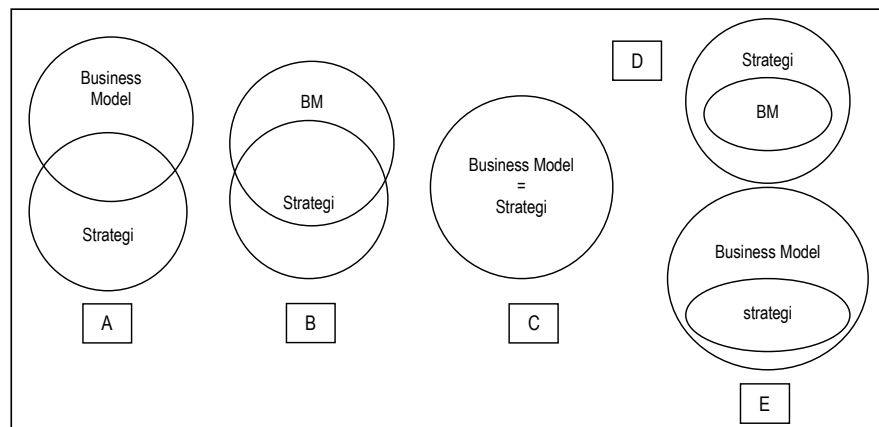 Business
Model
Strategi
A
BM
Strategi
B
Business Model
=
Strategi
C
D
Strategi
BM
Business Model
strategi
E